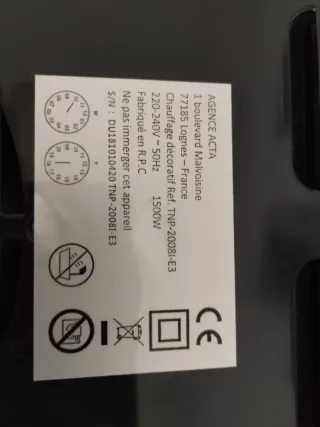 AGENCE ACTA
1 boulevard Malvoisine
77185 Lognes – France
Chauffage décoratif Ref. TNP-2008I-E3
220-240V ~ 50Hz 1500W
Fabriqué en R.P.C
Ne pas immerger cet appareil
S/N : DU181010420 TNP-2008I-E3
M
Y
CE